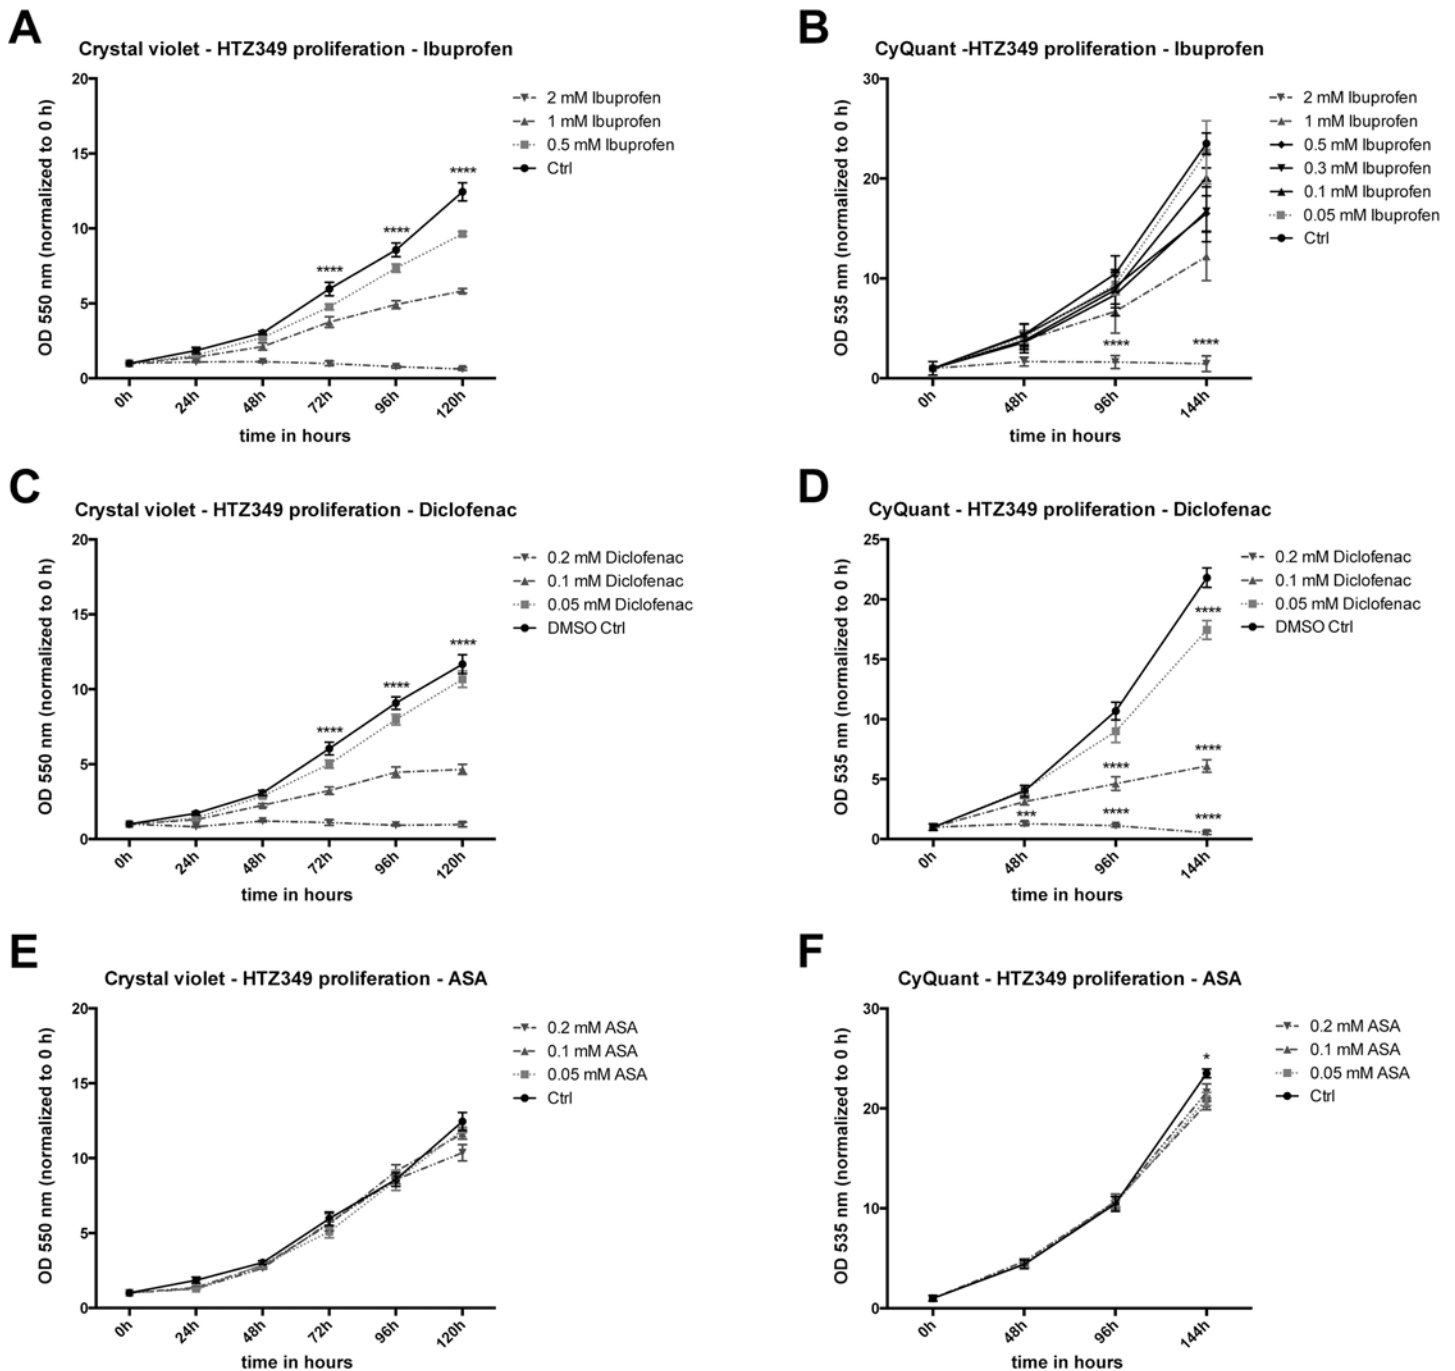 A
Crystal violet - HTZ349 proliferation - Ibuprofen
OD 550 nm (normalized to 0 h)
20
15
10
5
0
0h
24h
48h
72h
96h
120h
time in hours
****
****
****
2 mM Ibuprofen
1 mM Ibuprofen
0.5 mM Ibuprofen
Ctrl
B
CyQuant -HTZ349 proliferation - Ibuprofen
OD 535 nm (normalized to 0 h)
30
20
10
0
0h
48h
96h
144h
time in hours
****
****
2 mM Ibuprofen
1 mM Ibuprofen
0.5 mM Ibuprofen
0.3 mM Ibuprofen
0.1 mM Ibuprofen
0.05 mM Ibuprofen
Ctrl
C
Crystal violet - HTZ349 proliferation - Diclofenac
OD 550 nm (normalized to 0 h)
20
15
10
5
0
0h
24h
48h
72h
96h
120h
time in hours
****
****
****
0.2 mM Diclofenac
0.1 mM Diclofenac
0.05 mM Diclofenac
DMSO Ctrl
D
CyQuant - HTZ349 proliferation - Diclofenac
OD 535 nm (normalized to 0 h)
25
20
15
10
5
0
0h
48h
96h
144h
time in hours
****
****
****
***
****
****
0.2 mM Diclofenac
0.1 mM Diclofenac
0.05 mM Diclofenac
DMSO Ctrl
E
Crystal violet - HTZ349 proliferation - ASA
OD 550 nm (normalized to 0 h)
20
15
10
5
0
0h
24h
48h
72h
96h
120h
time in hours
0.2 mM ASA
0.1 mM ASA
0.05 mM ASA
Ctrl
F
CyQuant - HTZ349 proliferation - ASA
OD 535 nm (normalized to 0 h)
30
20
10
0
0h
48h
96h
144h
time in hours
*
0.2 mM ASA
0.1 mM ASA
0.05 mM ASA
Ctrl